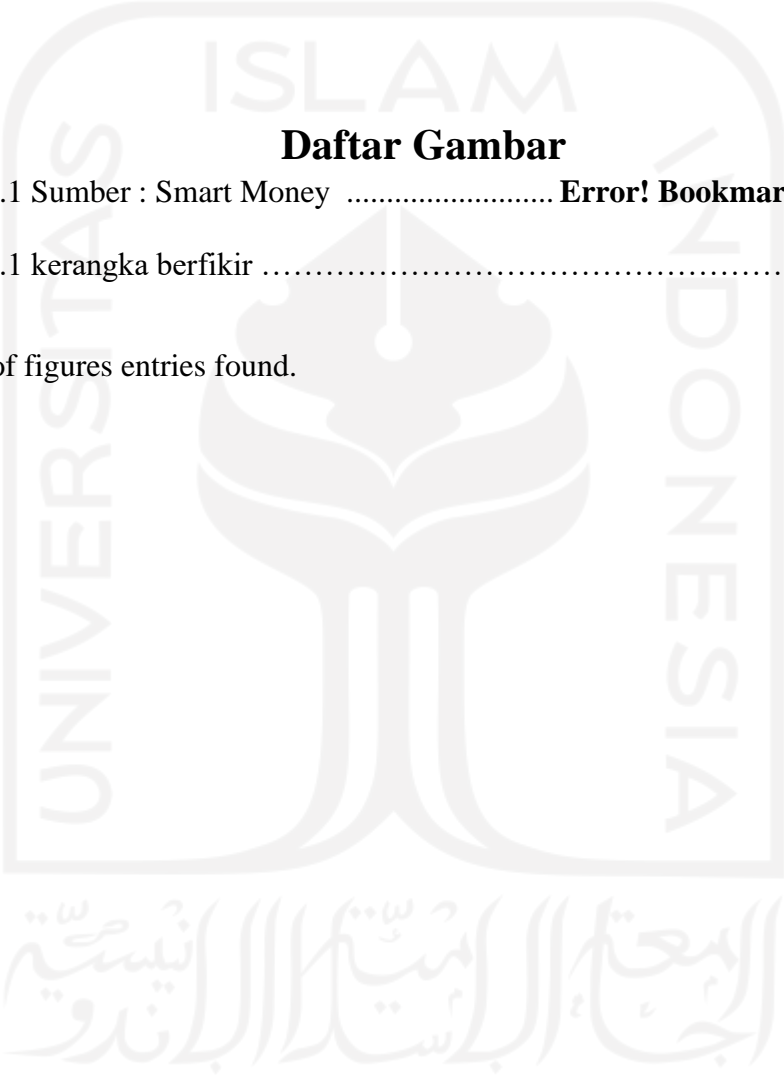 ISLAM
Daftar Gambar
.1 Sumber : Smart Money .......................... Error! Bookmar
.1 kerangka berfikir …………………………………………………
of figures entries found.
UNIVERSITAS
INDONESIA